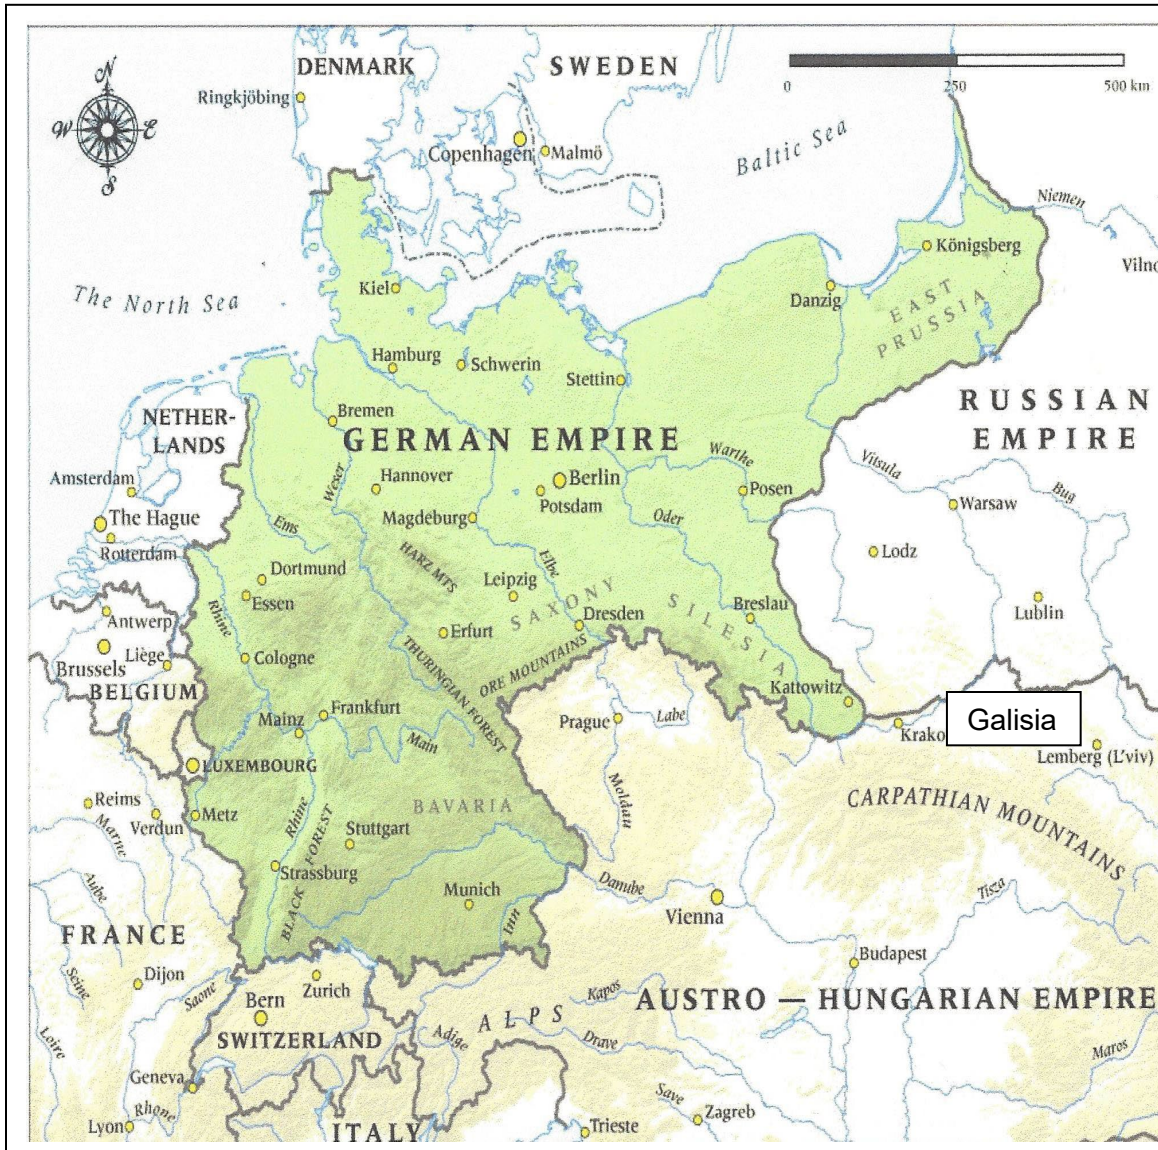 N
W
E
S
DENMARK
SWEDEN
0
250
500 km
Ringkjöbing
Copenhagen
Malmö
Baltic Sea
Niemen
Königsberg
Vilno
The North Sea
Kiel
Danzig
EAST
PRUSSIA
Hamburg
Schwerin
Stettin
NETHER-
LANDS
Bremen
GERMAN EMPIRE
RUSSIAN
EMPIRE
Amsterdam
Weser
Hannover
Berlin
Potsdam
Warthe
Posen
Vitsula
Bug
Warsaw
The Hague
Rotterdam
Ems
Magdeburg
Oder
Elbe
HARZ MTS
Lodz
Dortmund
Essen
Leipzig
SAXONY
SILESIA
Breslau
Lublin
Antwerp
Rhine
Erfurt
Dresden
Brussels
Liège
Cologne
THURINGIAN FOREST
ORE MOUNTAINS
BELGIUM
Kattowitz
Mainz
Frankfurt
Main
Prague
Labe
Krako
Galisia
Lemberg (L'viv)
LUXEMBOURG
Moldau
Reims
Marne
Verdun
Metz
Rhine
BAVARIA
CARPATHIAN MOUNTAINS
Stuttgart
Aube
Strassburg
BLACK FOREST
Munich
Inn
Danube
Vienna
Tisza
FRANCE
Seine
Dijon
Saone
Zurich
Bern
Budapest
Kapos
AUSTRO — HUNGARIAN EMPIRE
SWITZERLAND
Adige
ALPS
Drave
Loire
Maros
Geneva
Rhone
Lyon
Save
Zagreb
ITALY
Trieste